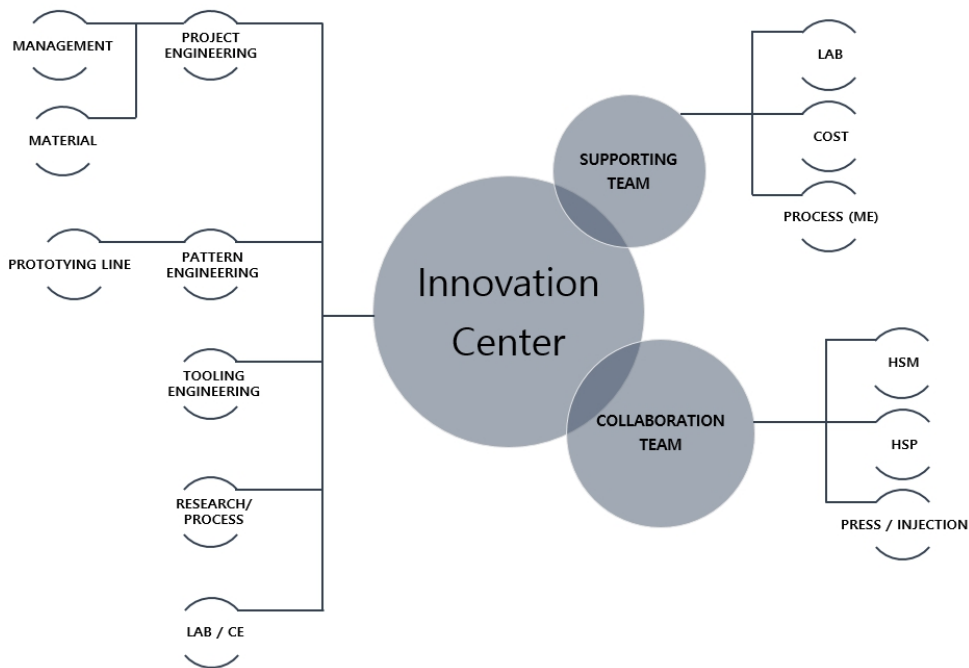 MANAGEMENT
PROJECT
ENGINEERING
MATERIAL
PROTOTYING LINE
PATTERN
ENGINEERING
TOOLING
ENGINEERING
RESEARCH/
PROCESS
LAB / CE
Innovation
Center
SUPPORTING
TEAM
LAB
COST
PROCESS (ME)
COLLABORATION
TEAM
HSM
HSP
PRESS / INJECTION